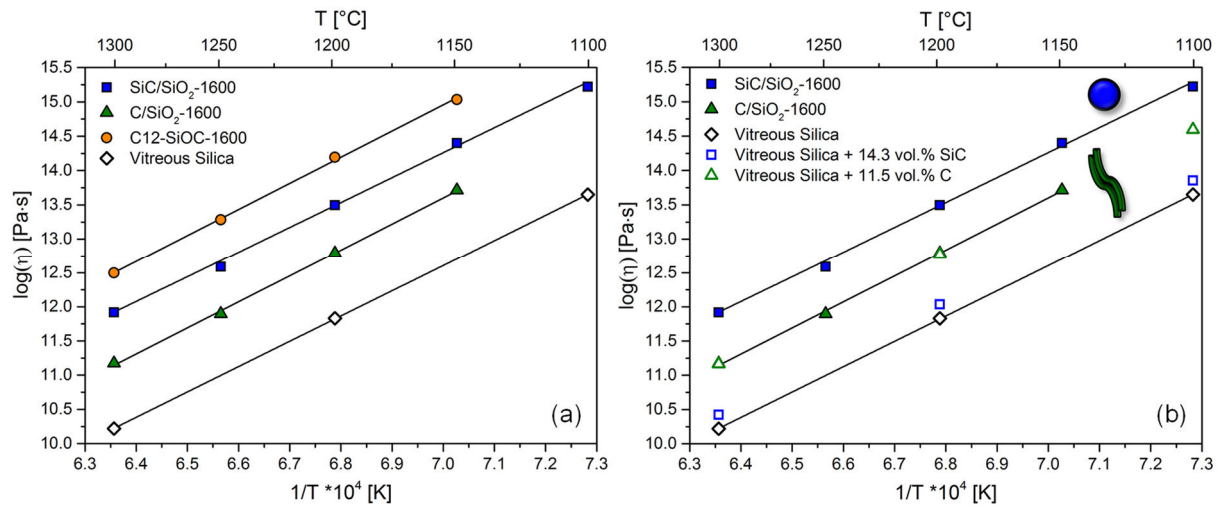 T [°C]
1300 1250 1200 1150 1100
15.5
15.0
14.5
14.0
13.5
13.0
12.5
12.0
11.5
11.0
10.5
10.0
log(η) [Pa·s]
SiC/SiO₂-1600
C/SiO₂-1600
C12-SiOC-1600
Vitreous Silica
(a)
6.3 6.4 6.5 6.6 6.7 6.8 6.9 7.0 7.1 7.2 7.3
1/T *10⁴ [K]
T [°C]
1300 1250 1200 1150 1100
15.5
15.0
14.5
14.0
13.5
13.0
12.5
12.0
11.5
11.0
10.5
10.0
log(η) [Pa·s]
SiC/SiO₂-1600
C/SiO₂-1600
Vitreous Silica
Vitreous Silica + 14.3 vol.% SiC
Vitreous Silica + 11.5 vol.% C
(b)
6.3 6.4 6.5 6.6 6.7 6.8 6.9 7.0 7.1 7.2 7.3
1/T *10⁴ [K]